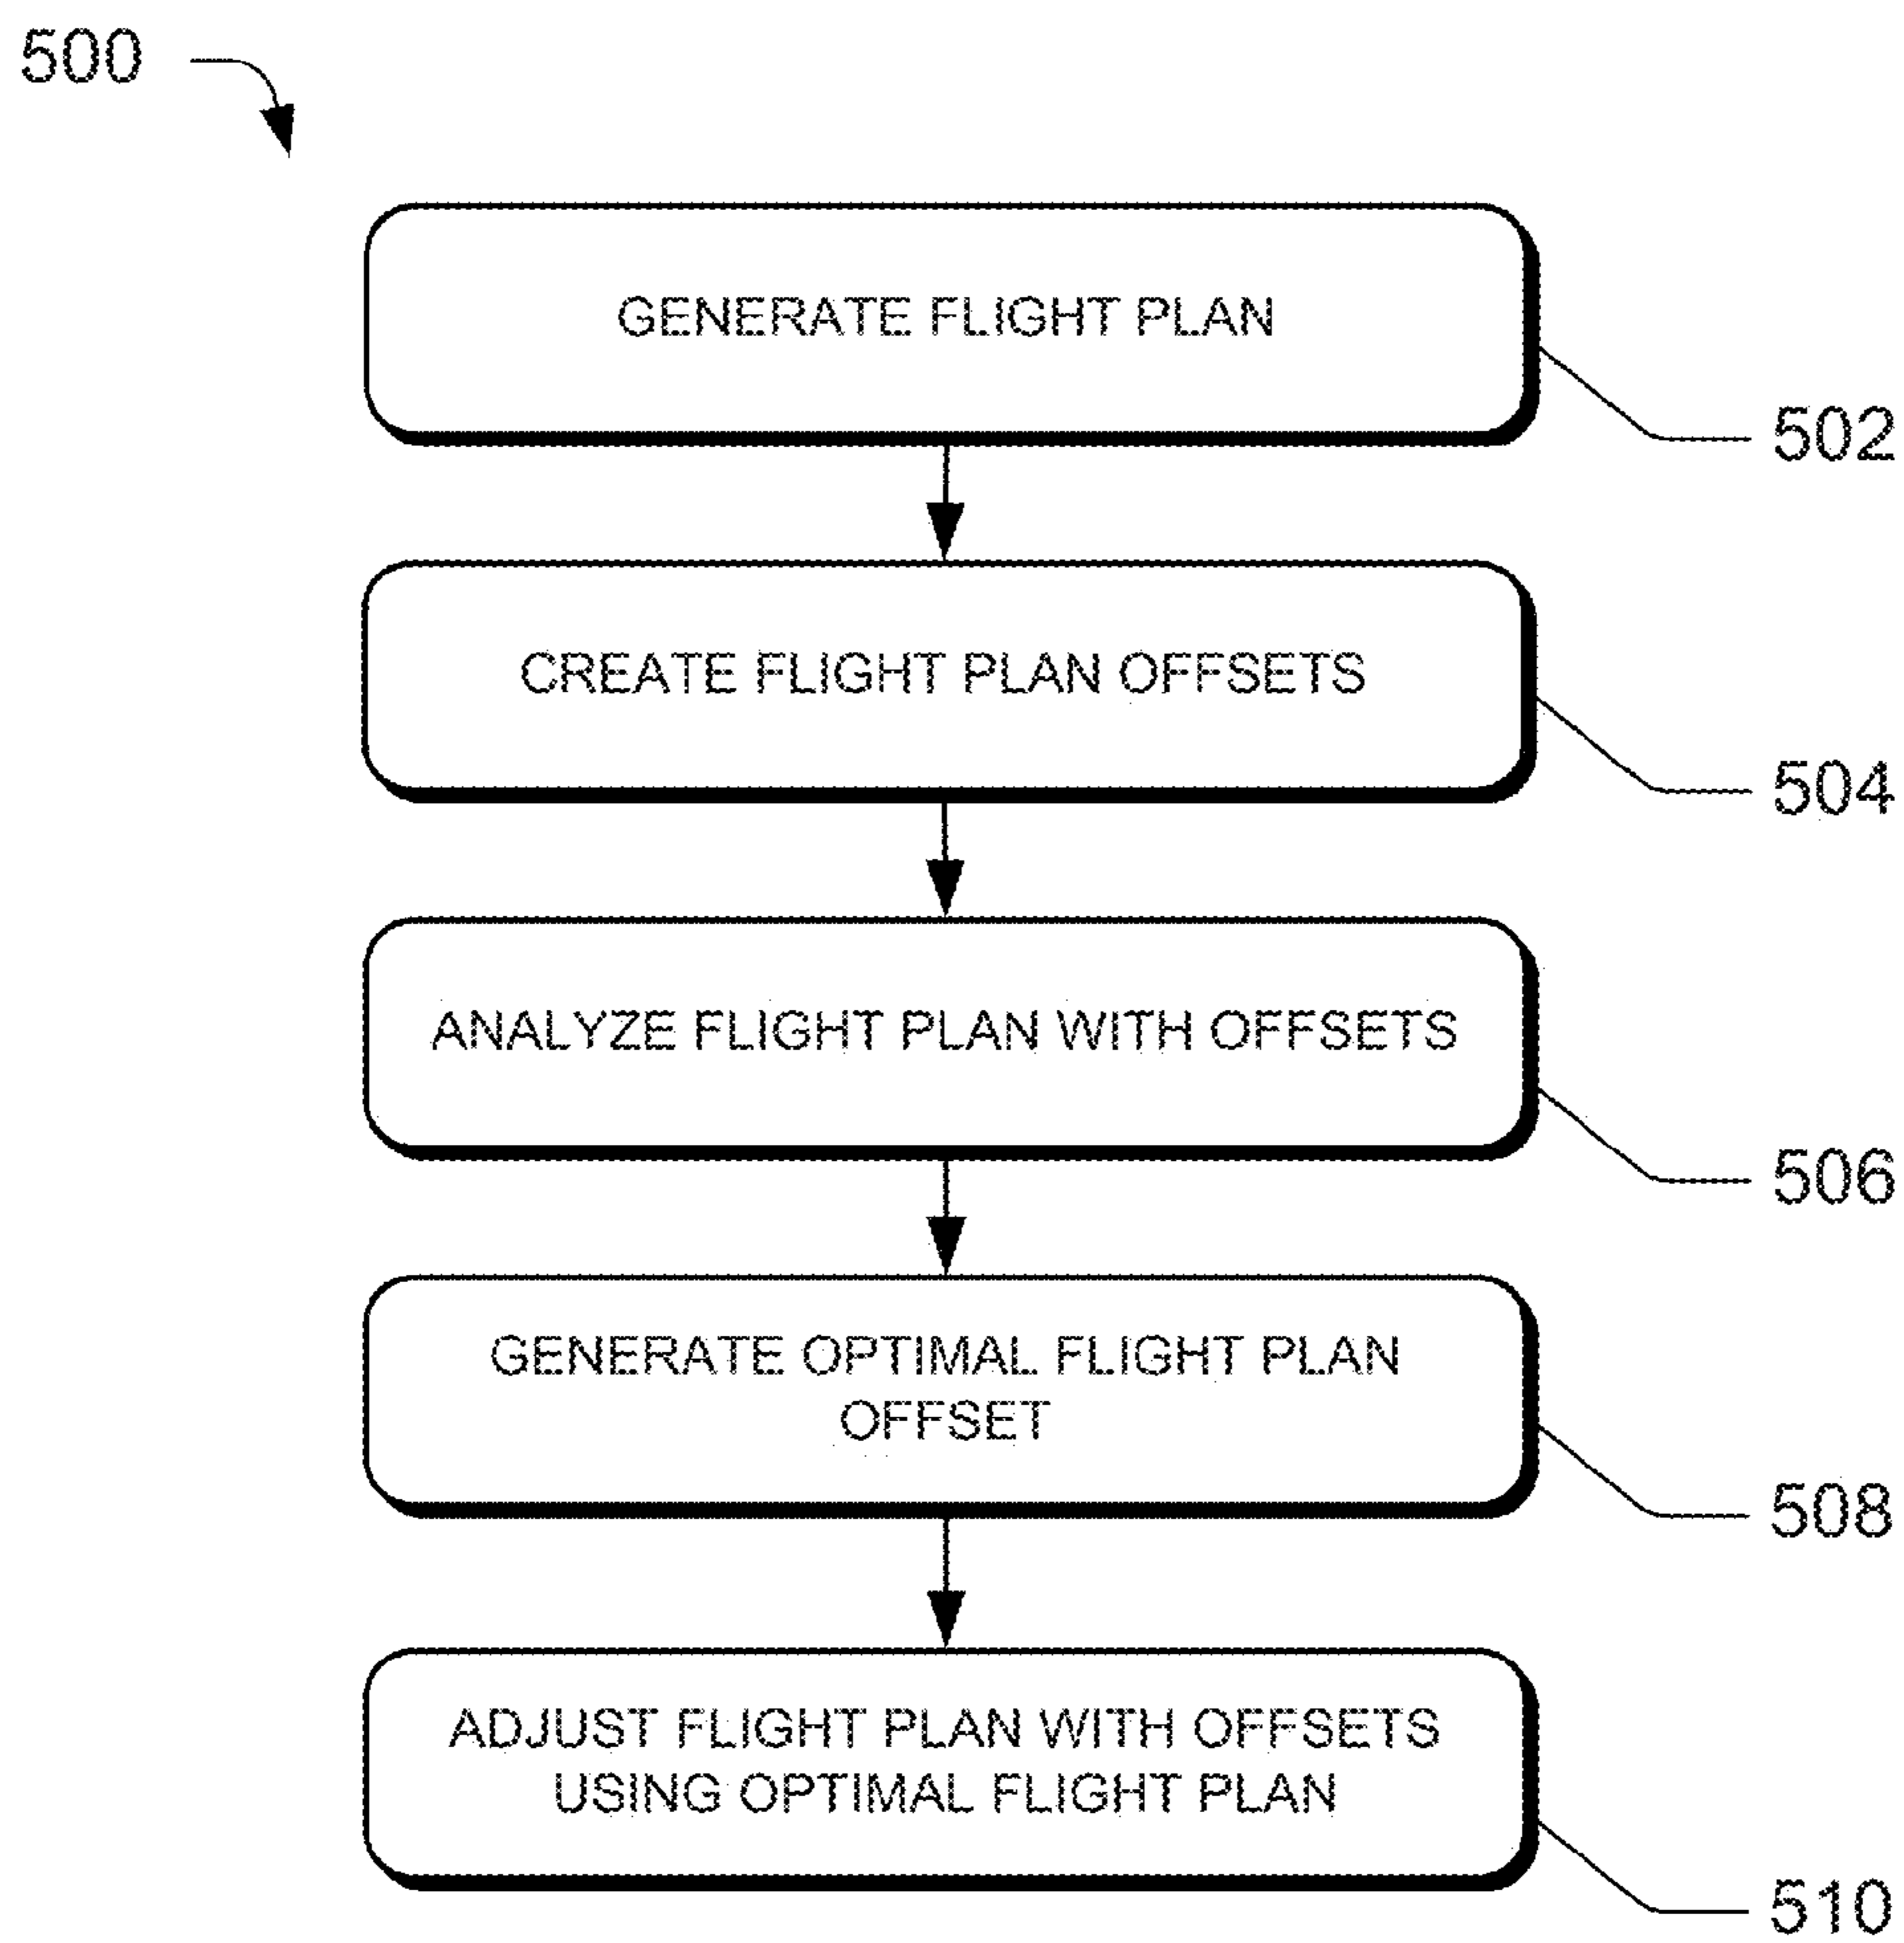 500
GENERATE FLIGHT PLAN
502
CREATE FLIGHT PLAN OFFSETS
504
ANALYZE FLIGHT PLAN WITH OFFSETS
506
GENERATE OPTIMAL FLIGHT PLAN
OFFSET
508
ADJUST FLIGHT PLAN WITH OFFSETS
USING OPTIMAL FLIGHT PLAN
510